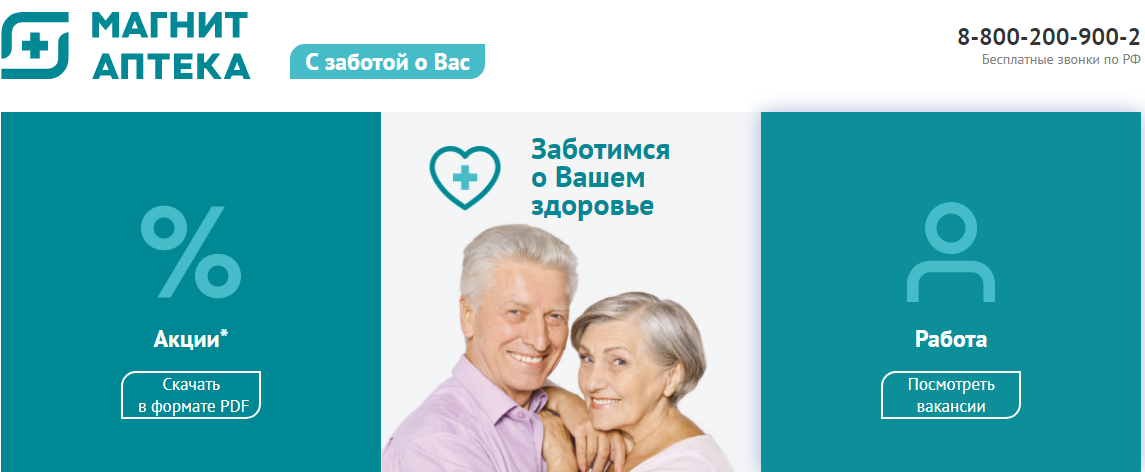 МАГНИТ
АПТЕКА
С заботой о Вас
8-800-200-900-2
Бесплатные звонки по РФ
Заботимся
о Вашем
здоровье
Акции*
Скачать
в формате PDF
Работа
Посмотреть
вакансии